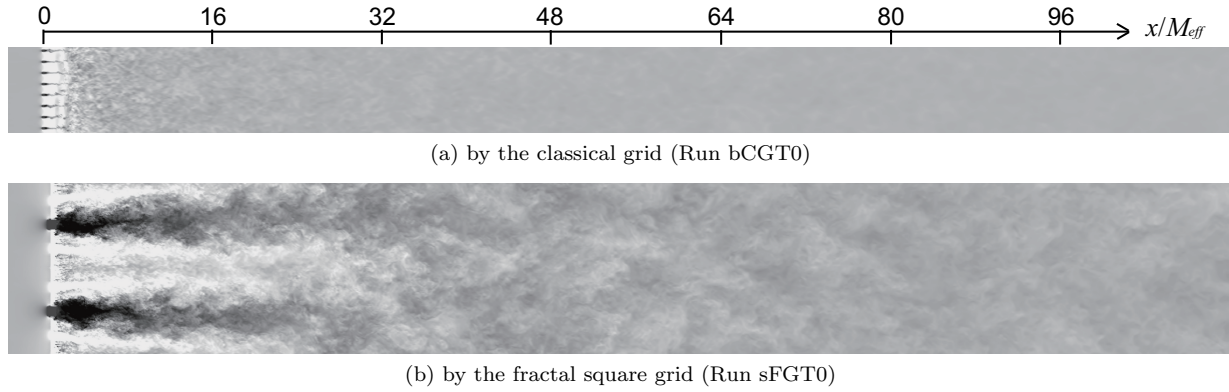 0 16 32 48 64 80 96 x/Meff
(a) by the classical grid (Run bCGT0)
(b) by the fractal square grid (Run sFGT0)